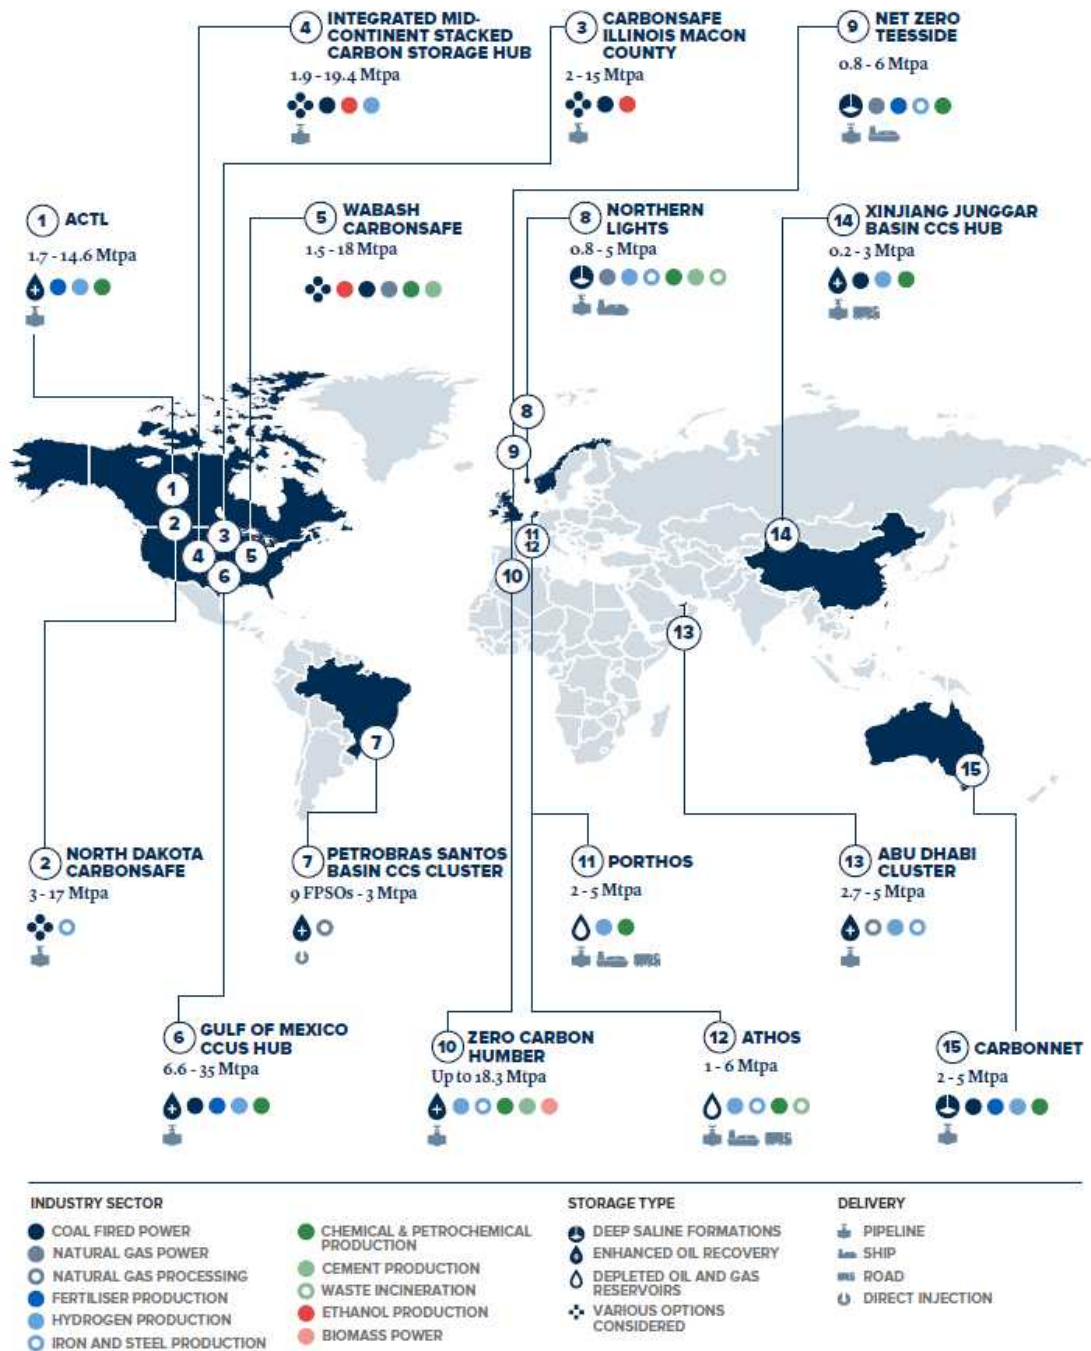 4 INTEGRATED MID-
CONTINENT STACKED
CARBON STORAGE HUB
1.9 - 19.4 Mtpa
3 CARBONSAFE
ILLINOIS MACON
COUNTY
2 - 15 Mtpa
9 NET ZERO
TEESSIDE
0.8 - 6 Mtpa
1 ACTL
1.7 - 14.6 Mtpa
5 WABASH
CARBONSAFE
1.5 - 18 Mtpa
8 NORTHERN
LIGHTS
0.8 - 5 Mtpa
14 XINJIANG JUNGGAR
BASIN CCS HUB
0.2 - 3 Mtpa
8
9
1
2
3
4
5
6
11
12
10
14
13
7
15
2 NORTH DAKOTA
CARBONSAFE
3 - 17 Mtpa
7 PETROBRAS SANTOS
BASIN CCS CLUSTER
9 FPSOs - 3 Mtpa
11 PORTHOS
2 - 5 Mtpa
13 ABU DHABI
CLUSTER
2.7 - 5 Mtpa
6 GULF OF MEXICO
CCUS HUB
6.6 - 35 Mtpa
10 ZERO CARBON
HUMBER
Up to 18.3 Mtpa
12 ATHOS
1 - 6 Mtpa
15 CARBONNET
2 - 5 Mtpa
INDUSTRY SECTOR
COAL FIRED POWER
NATURAL GAS POWER
NATURAL GAS PROCESSING
FERTILISER PRODUCTION
HYDROGEN PRODUCTION
IRON AND STEEL PRODUCTION
CHEMICAL & PETROCHEMICAL
PRODUCTION
CEMENT PRODUCTION
WASTE INCINERATION
ETHANOL PRODUCTION
BIOMASS POWER
STORAGE TYPE
DEEP SALINE FORMATIONS
ENHANCED OIL RECOVERY
DEPLETED OIL AND GAS
RESERVOIRS
VARIOUS OPTIONS
CONSIDERED
DELIVERY
PIPELINE
SHIP
ROAD
DIRECT INJECTION